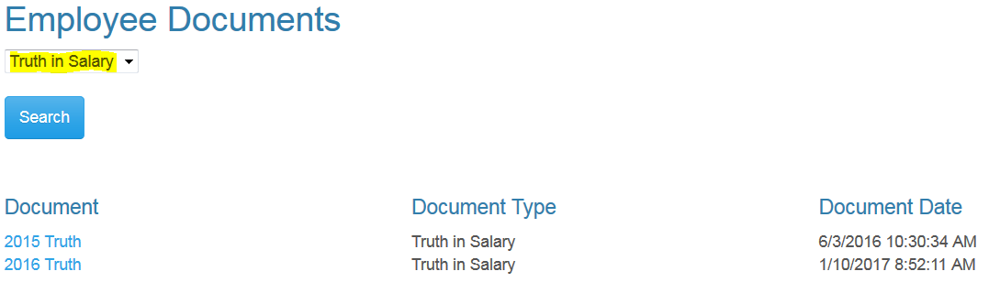 Employee Documents
Truth in Salary
Search
Document Document Type Document Date
2015 Truth Truth in Salary 6/3/2016 10:30:34 AM
2016 Truth Truth in Salary 1/10/2017 8:52:11 AM